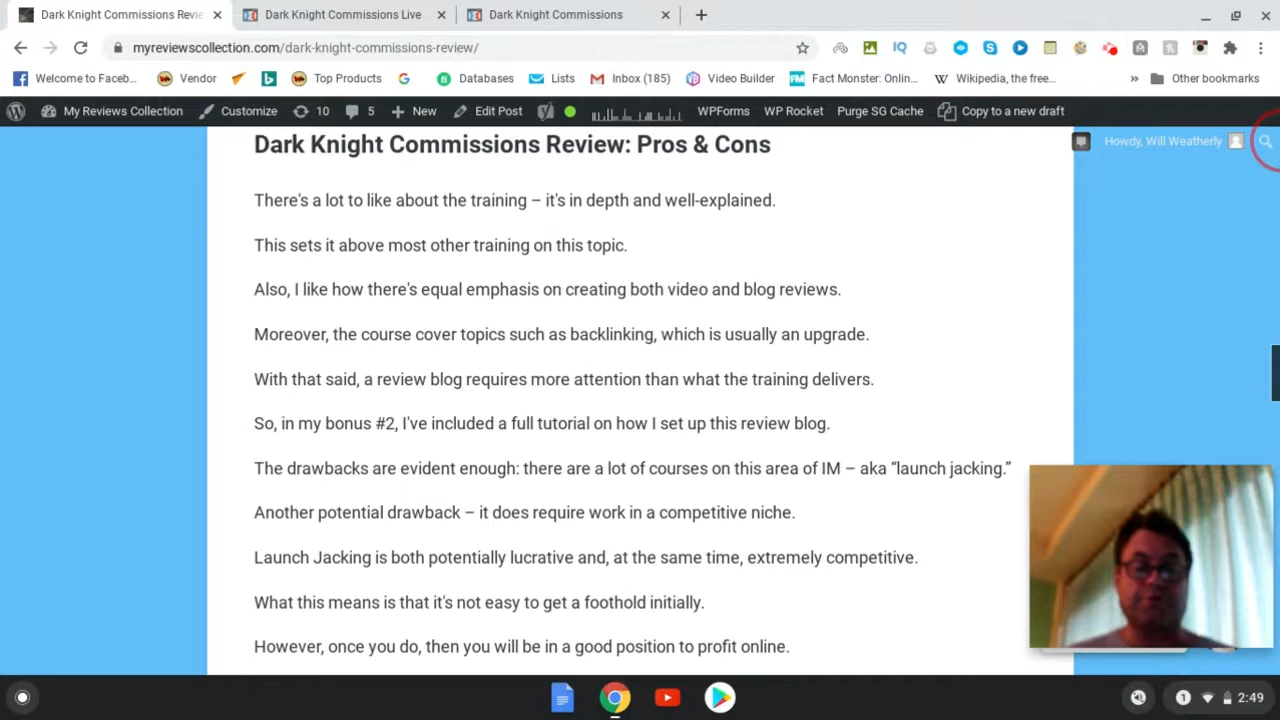 Dark Knight Commissions Revie
Dark Knight Commissions Live
Dark Knight Commissions
myreviewscollection.com/dark-knight-commissions-review/
Welcome to Faceb...
Vendor
Top Products
Databases
Lists
Inbox (185)
Video Builder
Fact Monster: Onlin...
Wikipedia, the free...
Other bookmarks
My Reviews Collection
Customize
10
5
New
Edit Post
WPForms
WP Rocket
Purge SG Cache
Copy to a new draft
Howdy, Will Weatherly
Dark Knight Commissions Review: Pros & Cons
There's a lot to like about the training – it's in depth and well-explained.
This sets it above most other training on this topic.
Also, I like how there's equal emphasis on creating both video and blog reviews.
Moreover, the course cover topics such as backlinking, which is usually an upgrade.
With that said, a review blog requires more attention than what the training delivers.
So, in my bonus #2, I've included a full tutorial on how I set up this review blog.
The drawbacks are evident enough: there are a lot of courses on this area of IM – aka “launch jacking.”
Another potential drawback – it does require work in a competitive niche.
Launch Jacking is both potentially lucrative and, at the same time, extremely competitive.
What this means is that it's not easy to get a foothold initially.
However, once you do, then you will be in a good position to profit online.
1
2:49